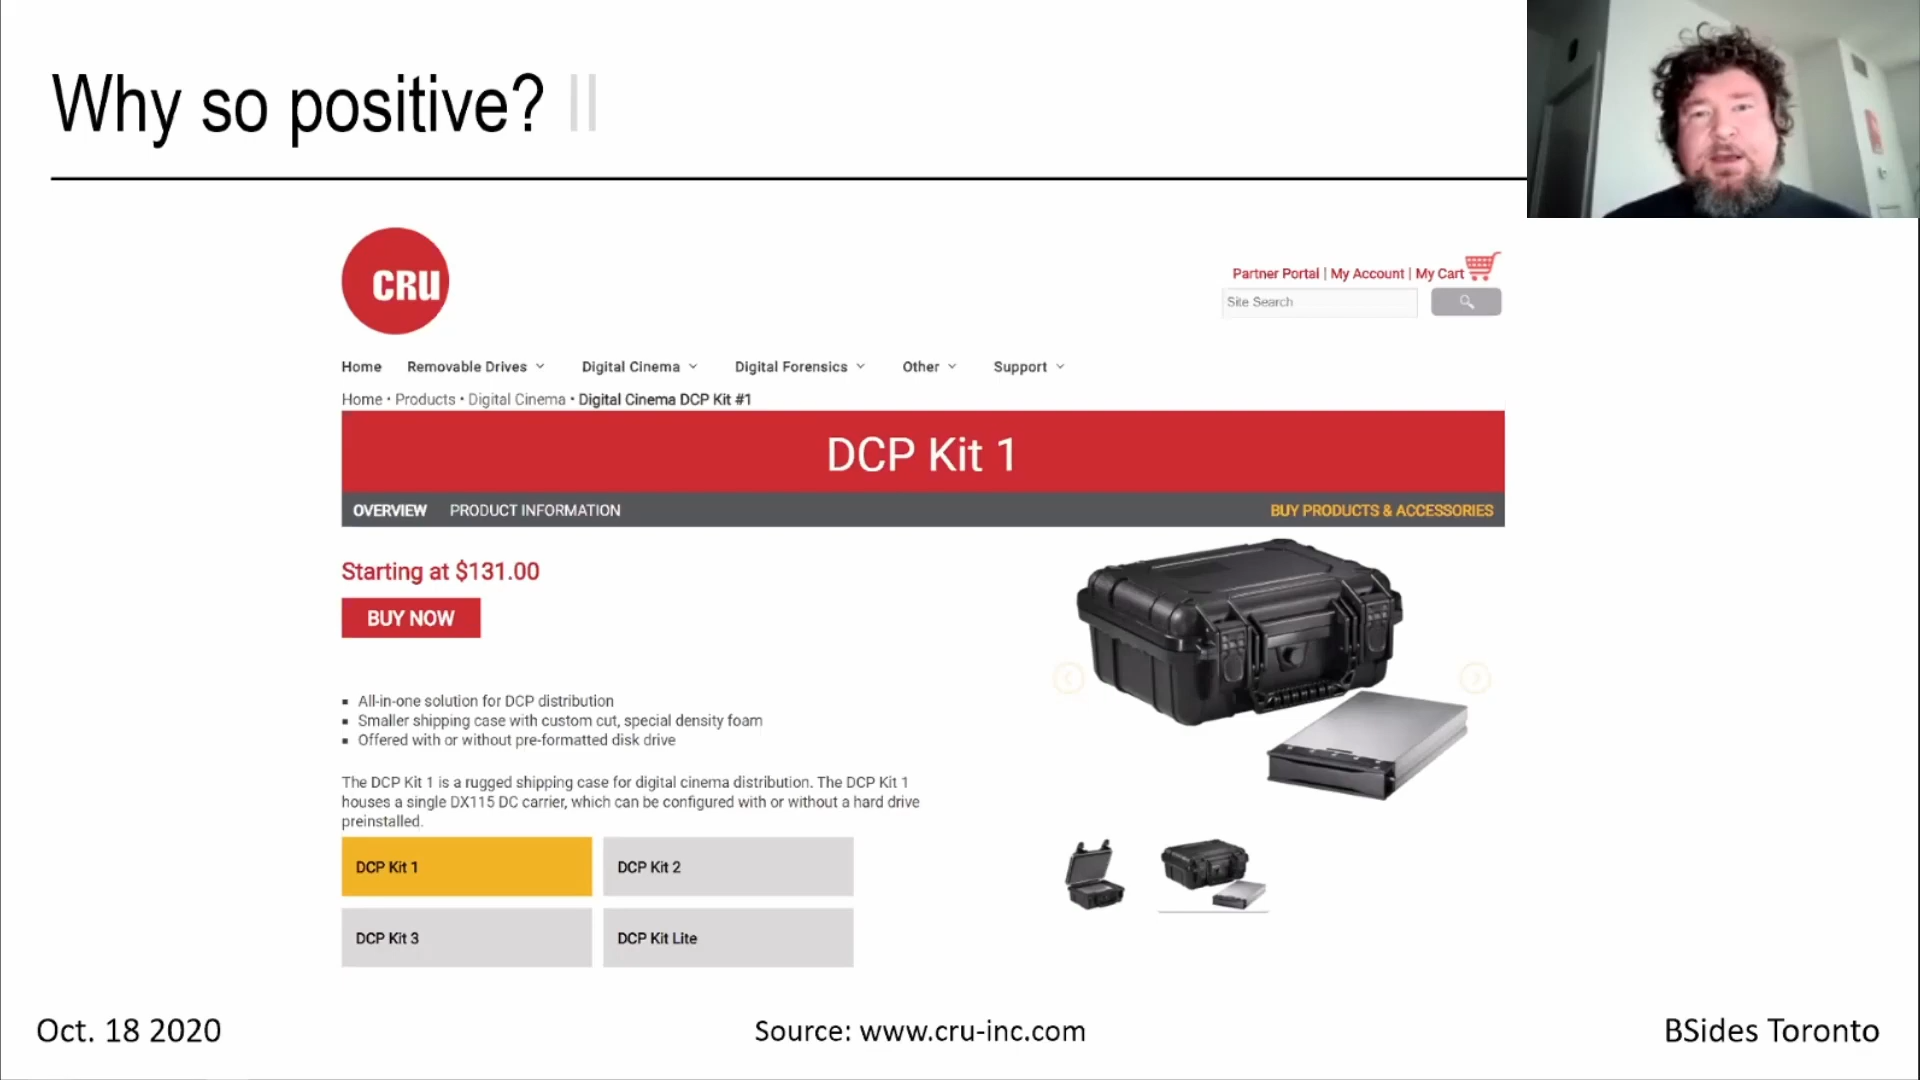 Why so positive? II
CRU
Partner Portal | My Account | My Cart
Site Search
Home Removable Drives Digital Cinema Digital Forensics Other Support
Home • Products • Digital Cinema • Digital Cinema DCP Kit #1
DCP Kit 1
OVERVIEW PRODUCT INFORMATION BUY PRODUCTS & ACCESSORIES
Starting at $131.00
BUY NOW
All-in-one solution for DCP distribution
Smaller shipping case with custom cut, special density foam
Offered with or without pre-formatted disk drive
The DCP Kit 1 is a rugged shipping case for digital cinema distribution. The DCP Kit 1
houses a single DX115 DC carrier, which can be configured with or without a hard drive
preinstalled.
DCP Kit 1 DCP Kit 2
DCP Kit 3 DCP Kit Lite
Oct. 18 2020 Source: www.cru-inc.com BSides Toronto